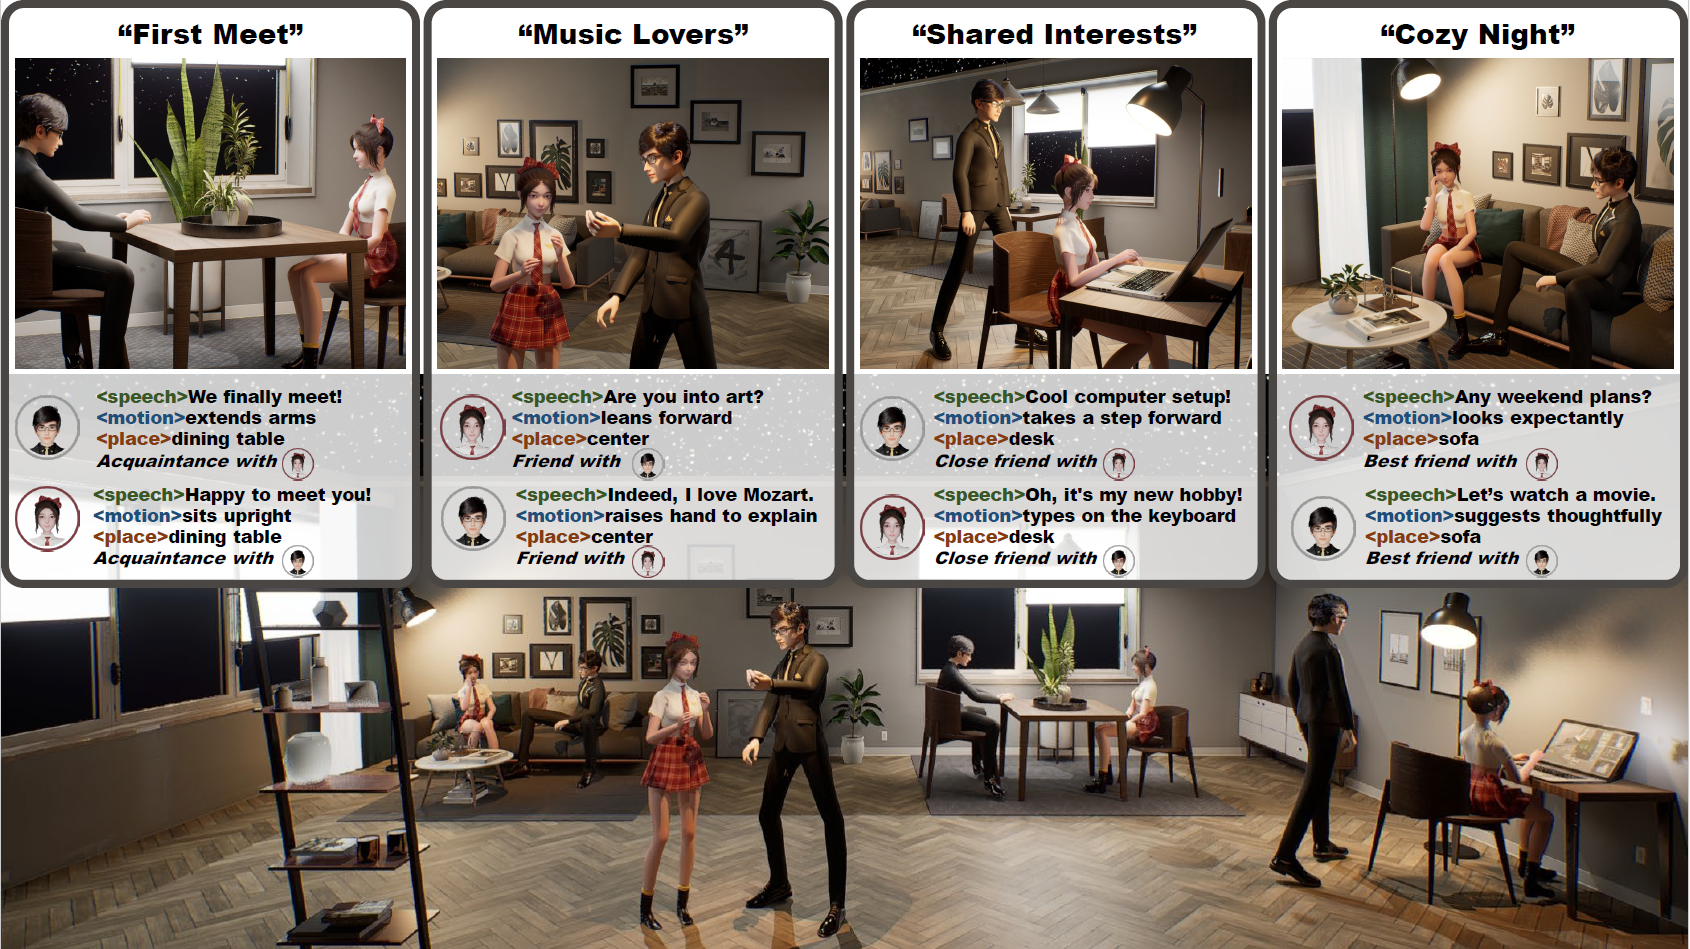 “First Meet”
<speech>We finally meet!
<motion>extends arms
<place>dining table
Acquaintance with
<speech>Happy to meet you!
<motion>sits upright
<place>dining table
Acquaintance with
“Music Lovers”
<speech>Are you into art?
<motion>leans forward
<place>center
Friend with
<speech>Indeed, I love Mozart.
<motion>raises hand to explain
<place>center
Friend with
“Shared Interests”
<speech>Cool computer setup!
<motion>takes a step forward
<place>desk
Close friend with
<speech>Oh, it's my new hobby!
<motion>types on the keyboard
<place>desk
Close friend with
“Cozy Night”
<speech>Any weekend plans?
<motion>looks expectantly
<place>sofa
Best friend with
<speech>Let’s watch a movie.
<motion>suggests thoughtfully
<place>sofa
Best friend with